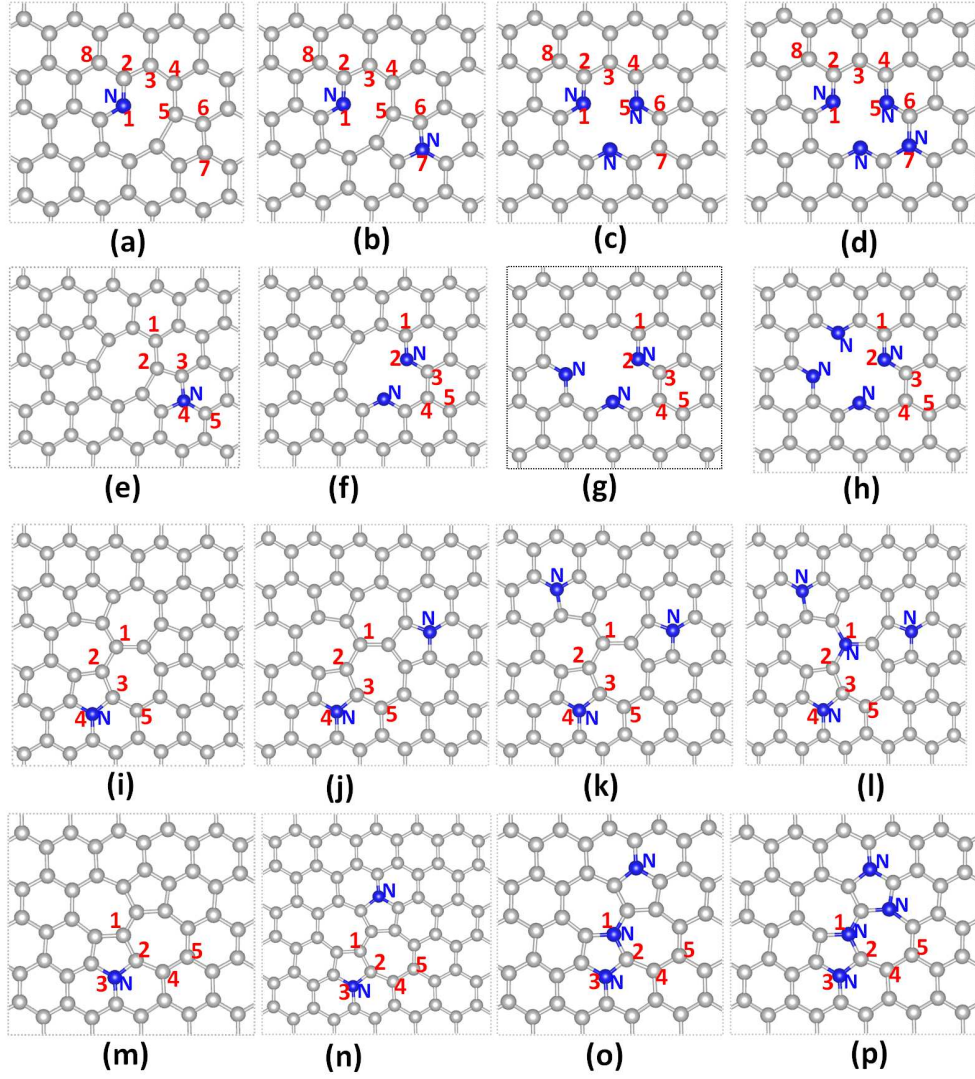 8 2 3 4
N
1 5 6
7
(a)
8 2 3 4
N
1 5 6
N
7
(b)
8 2 3 4
N
1 5 6
N
N 7
(c)
8 2 3 4
N
1 5 6
N
N
N 7
(d)
1
2 3
N
4 5
(e)
1
N
2 3
N
4 5
(f)
1
N
2 3
N
N
4 5
(g)
1
N
N
2 3
N
N
4 5
(h)
1
2
3
4 N 5
(i)
1
N
2
3
4 N 5
(j)
N
1
N
2
3
4 N 5
(k)
N
1
N
N
2
3
4 N 5
(l)
1
2 5
3 N 4
(m)
N
1
2 5
3 N 4
(n)
N
1
N
2 5
3 N 4
(o)
N
N
1
N
2 5
3 N 4
(p)